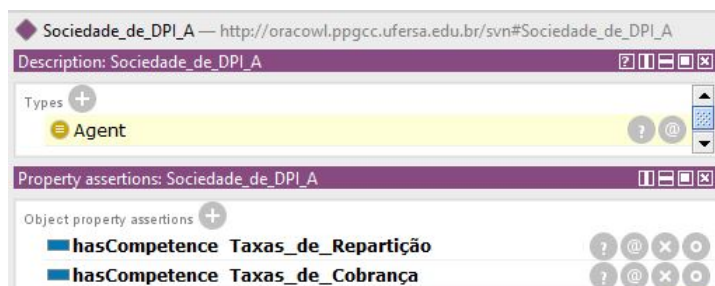 Sociedade_de_DPI_A — http://oracowl.ppgcc.ufersa.edu.br/svn#Sociedade_de_DPI_A
Description: Sociedade_de_DPI_A
Types
Agent
Property assertions: Sociedade_de_DPI_A
Object property assertions
hasCompetence Taxas_de_Repartição
hasCompetence Taxas_de_Cobrança